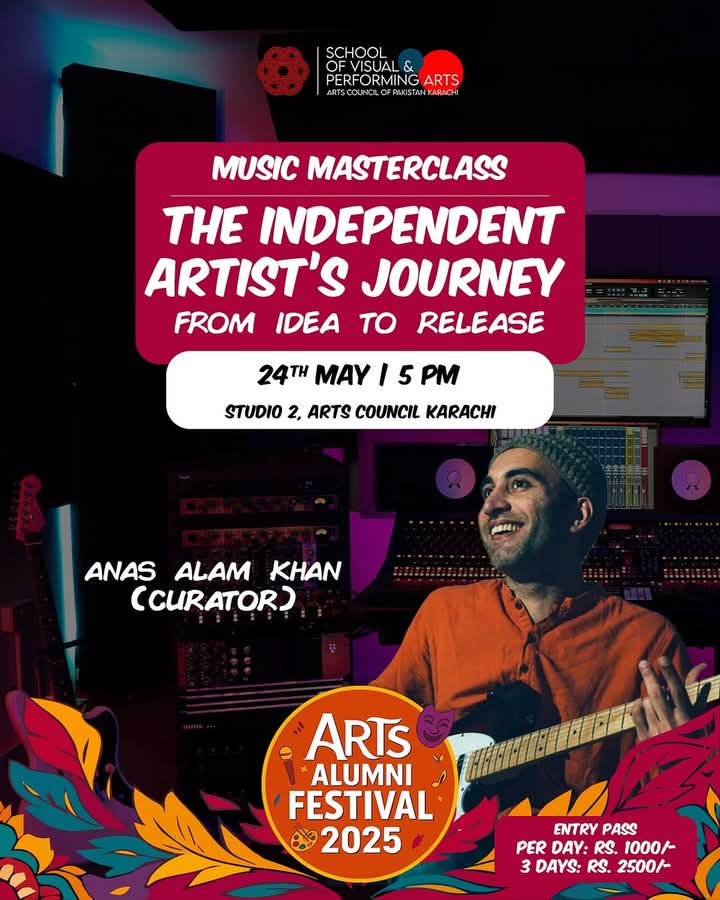 SCHOOL
OF VISUAL &
PERFORMING ARTS
ARTS COUNCIL OF PAKISTAN KARACHI
MUSIC MASTERCLASS
THE INDEPENDENT
ARTIST'S JOURNEY
FROM IDEA TO RELEASE
24TH MAY | 5 PM
STUDIO 2, ARTS COUNCIL KARACHI
ANAS ALAM KHAN
(CURATOR)
ARTS
ALUMNI
FESTIVAL
2025
ENTRY PASS
PER DAY: RS. 1000/-
3 DAYS: RS. 2500/-